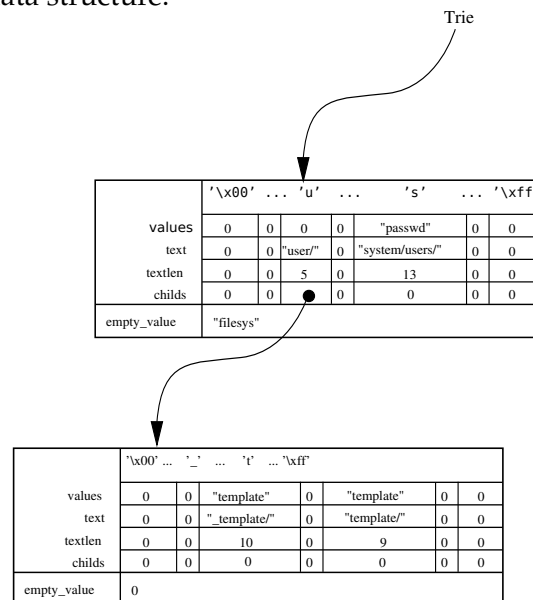 ata structure.
Trie
'\x00' ... 'u' ... 's' ... '\xff
values 0 0 0 0 "passwd" 0 0
text 0 0 "user/" 0 "system/users/" 0 0
textlen 0 0 5 0 13 0 0
childs 0 0 0 0 0 0
empty_value "filesys"
'\x00' ... '_' ... 't' ... '\xff'
values 0 0 "template" 0 "template" 0 0
text 0 0 "_template/" 0 "template/" 0 0
textlen 0 0 10 0 9 0 0
childs 0 0 0 0 0 0 0
empty_value 0